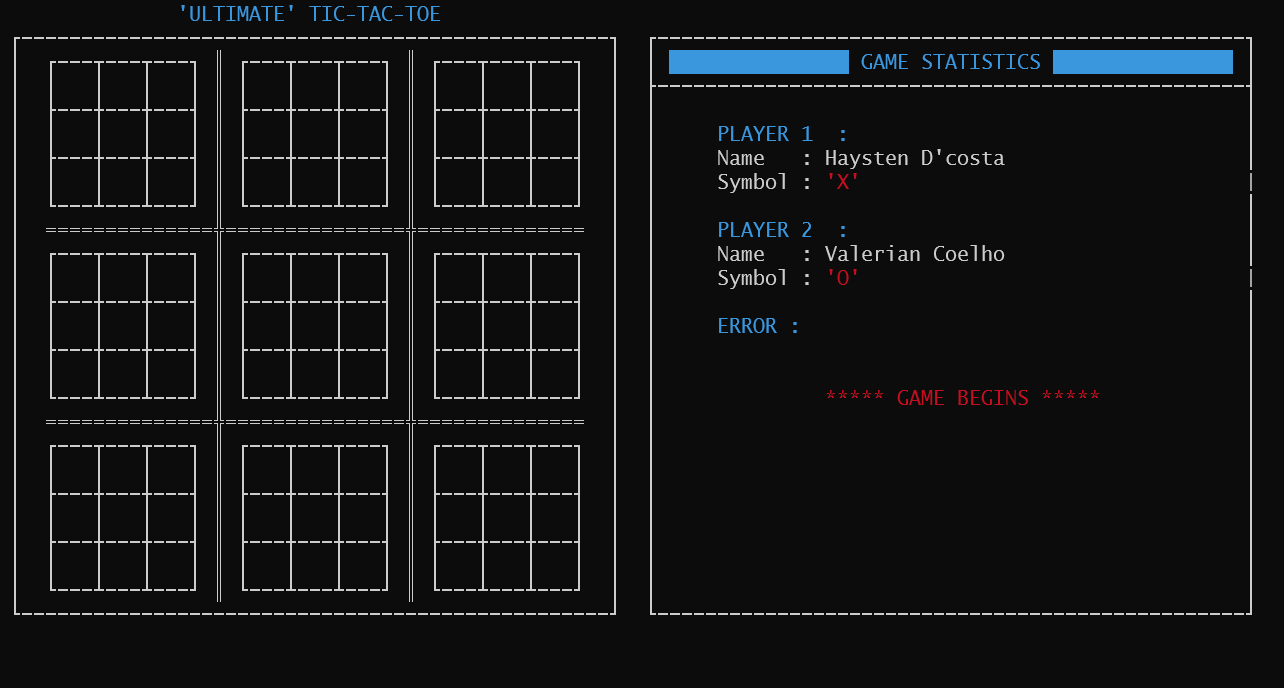 'ULTIMATE' TIC-TAC-TOE
GAME STATISTICS
PLAYER 1  :
Name   : Haysten D'costa
Symbol : 'X'
PLAYER 2  :
Name   : Valerian Coelho
Symbol : 'O'
ERROR :
***** GAME BEGINS *****